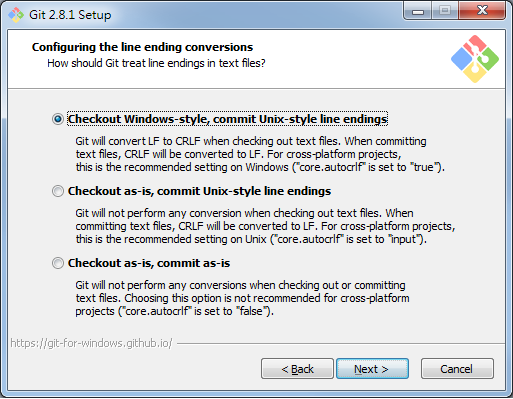 Git 2.8.1 Setup
Configuring the line ending conversions
How should Git treat line endings in text files?
Checkout Windows-style, commit Unix-style line endings
Git will convert LF to CRLF when checking out text files. When committing
text files, CRLF will be converted to LF. For cross-platform projects,
this is the recommended setting on Windows ("core.autocrlf" is set to "true").
Checkout as-is, commit Unix-style line endings
Git will not perform any conversion when checking out text files. When
committing text files, CRLF will be converted to LF. For cross-platform projects,
this is the recommended setting on Unix ("core.autocrlf" is set to "input").
Checkout as-is, commit as-is
Git will not perform any conversions when checking out or committing
text files. Choosing this option is not recommended for cross-platform
projects ("core.autocrlf" is set to "false").
https://git-for-windows.github.io/
< Back Next > Cancel